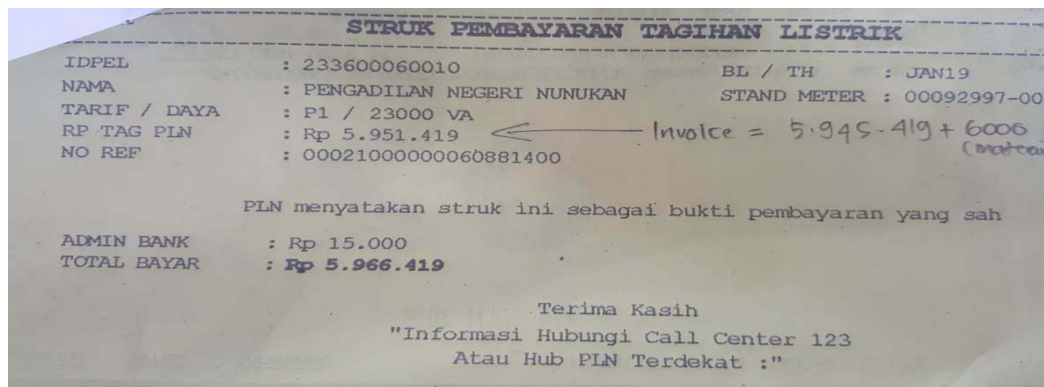 STRUK PEMBAYARAN TAGIHAN LISTRIK
IDPEL : 233600060010 BL / TH : JAN19
NAMA : PENGADILAN NEGERI NUNUKAN STAND METER : 00092997-00
TARIF / DAYA : P1 / 23000 VA
RP TAG PLN : Rp 5.951.419 Invoice = 5.945.419 + 6000
NO REF : 00021000000060881400 (materai
PLN menyatakan struk ini sebagai bukti pembayaran yang sah
ADMIN BANK : Rp 15.000
TOTAL BAYAR : Rp 5.966.419
Terima Kasih
"Informasi Hubungi Call Center 123
Atau Hub PLN Terdekat :"